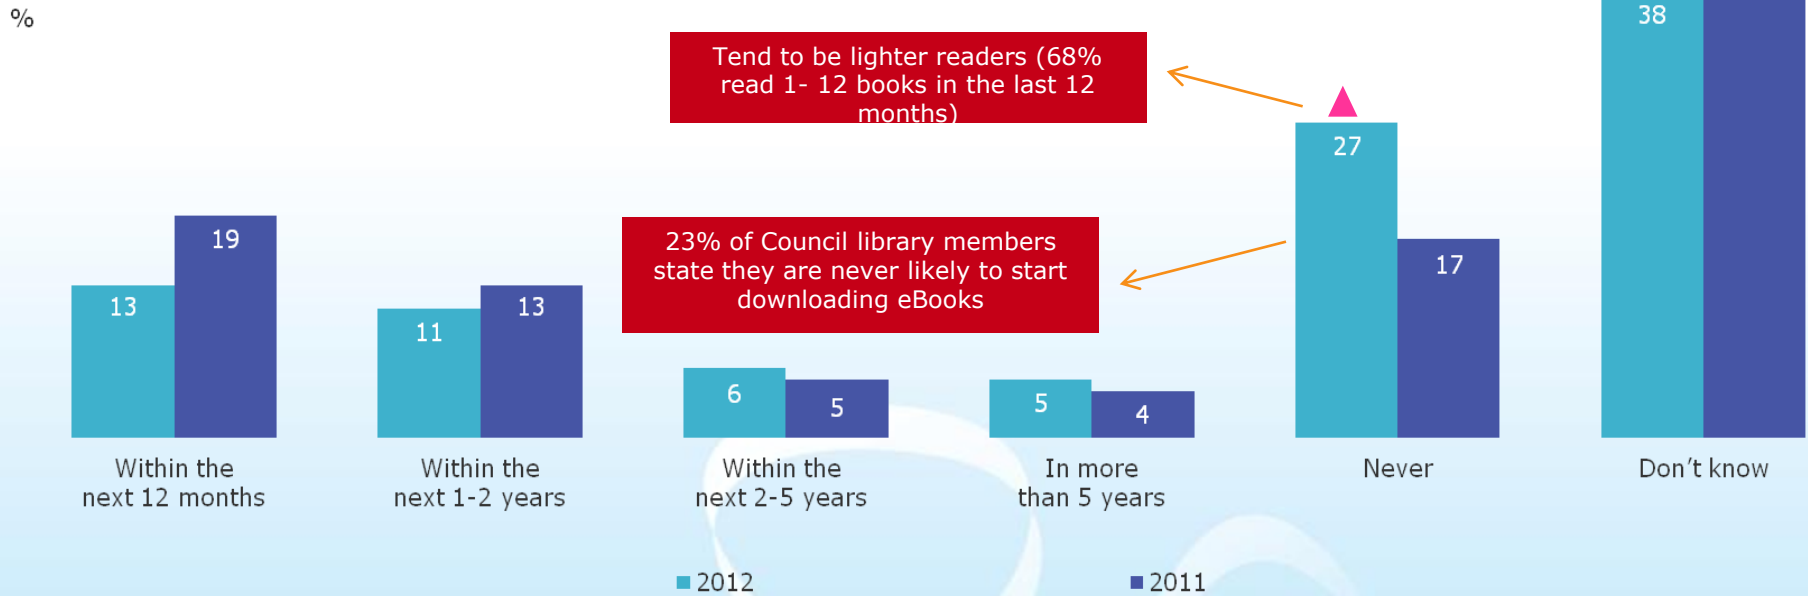 %
38
Tend to be lighter readers (68%
read 1- 12 books in the last 12
months)
27
19
23% of Council library members
state they are never likely to start
downloading eBooks
17
13
13
11
6
5
5
4
Within the
next 12 months
Within the
next 1-2 years
Within the
next 2-5 years
In more
than 5 years
Never
Don’t know
2012
2011